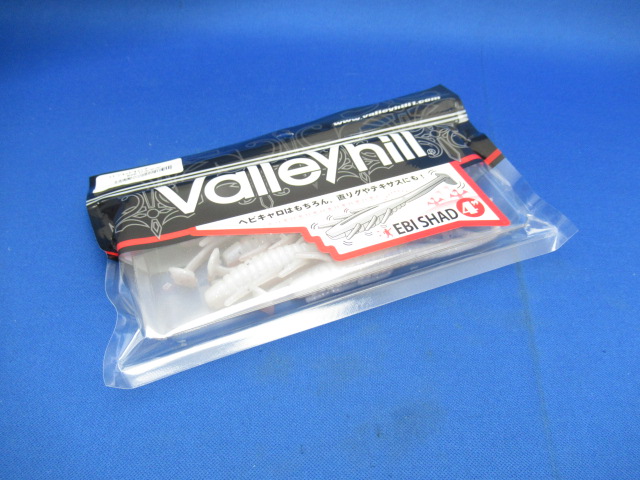 www.valleyhill.com
Valleyhill®
ヘビキャロはもちろん、直リグやテキサスにも!
EBI SHAD 4"